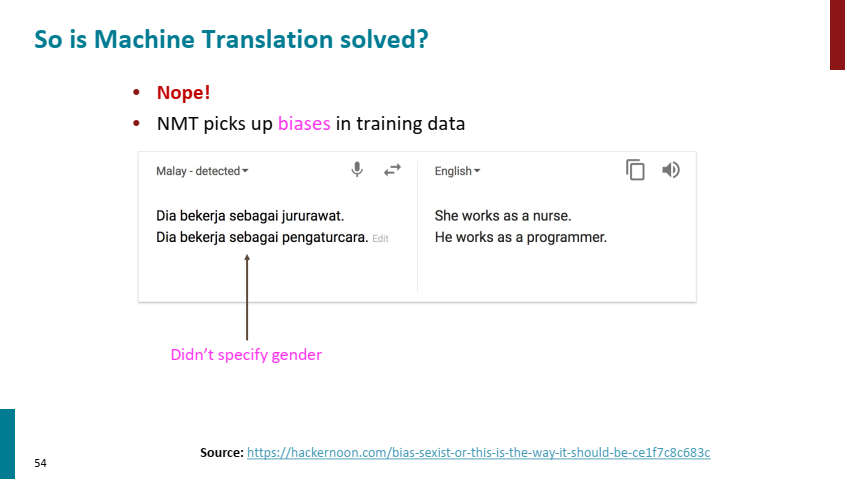 So is Machine Translation solved?
• Nope!
• NMT picks up biases in training data
Malay - detected
English
Dia bekerja sebagai jururawat.
She works as a nurse.
Dia bekerja sebagai pengaturcara. Edit
He works as a programmer.
Didn't specify gender
Source: https://hackernoon.com/bias-sexist-or-this-is-the-way-it-should-be-ce1f7c8c683c
54